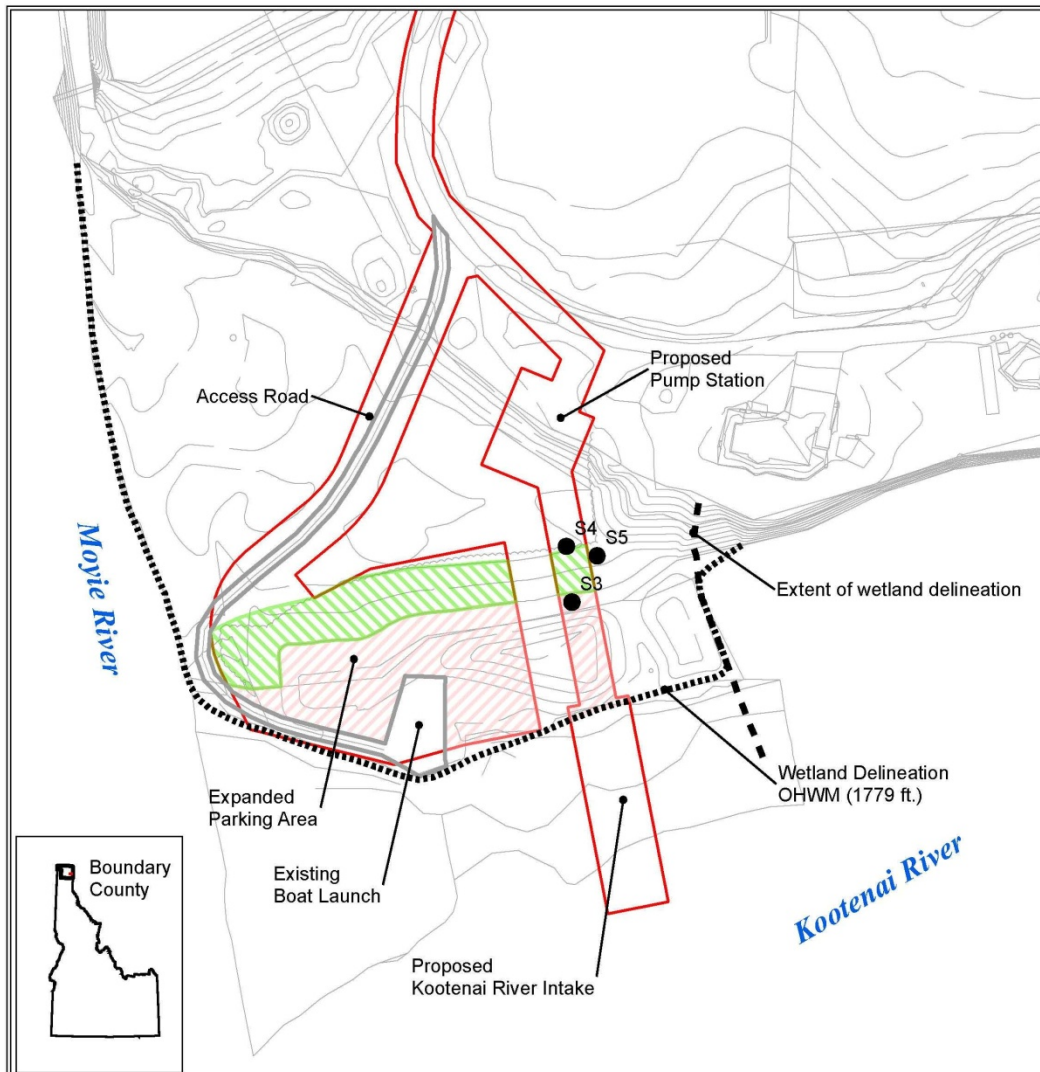 Proposed
Pump Station
Access Road
Moyie River
S4
S5
S3
Extent of wetland delineation
Wetland Delineation
OHWM (1779 ft.)
Expanded
Parking Area
Existing
Boat Launch
Proposed
Kootenai River Intake
Kootenai River
Boundary
County